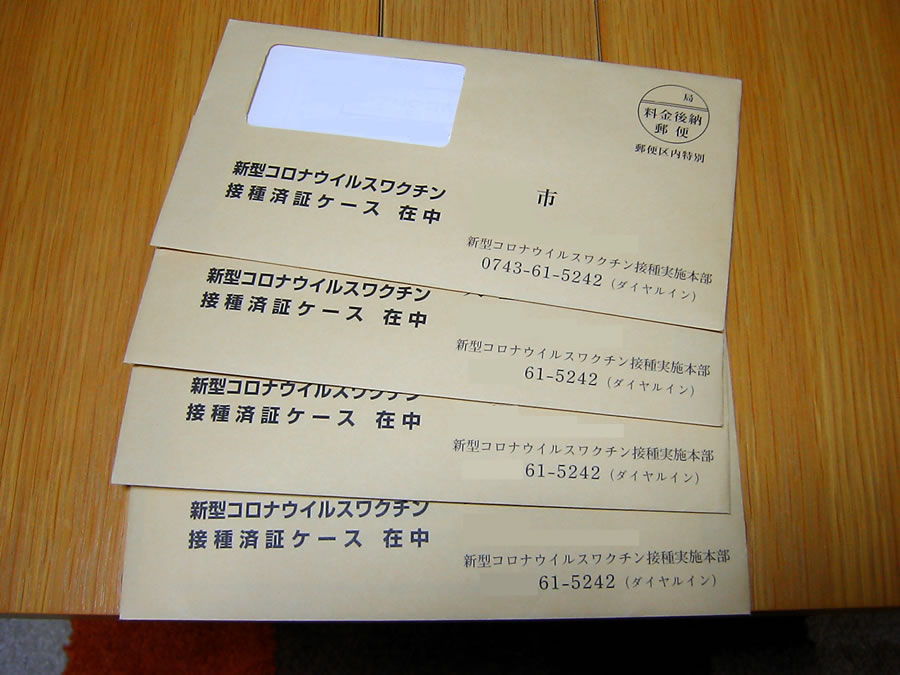 局
料金後納
郵便
郵便区内特別
新型コロナウイルスワクチン
接種済証ケース 在中
市
新型コロナウイルスワクチン接種実施本部
0743-61-5242（ダイヤルイン）
新型コロナウイルスワクチン
接種済証ケース 在中
新型コロナウイルスワクチン接種実施本部
61-5242（ダイヤルイン）
新型コロナウイルスワクチン
接種済証ケース 在中
新型コロナウイルスワクチン接種実施本部
61-5242（ダイヤルイン）
新型コロナウイルスワクチン
接種済証ケース 在中
新型コロナウイルスワクチン接種実施本部
61-5242（ダイヤルイン）